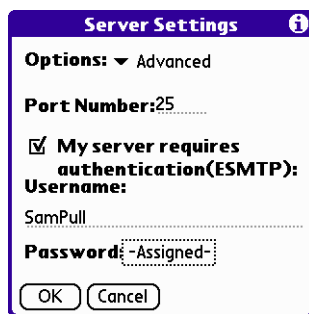 Server Settings
Options: Advanced
Port Number:25
My server requires
authentication(ESMTP):
Username:
SamPull
Password: -Assigned-
OK Cancel